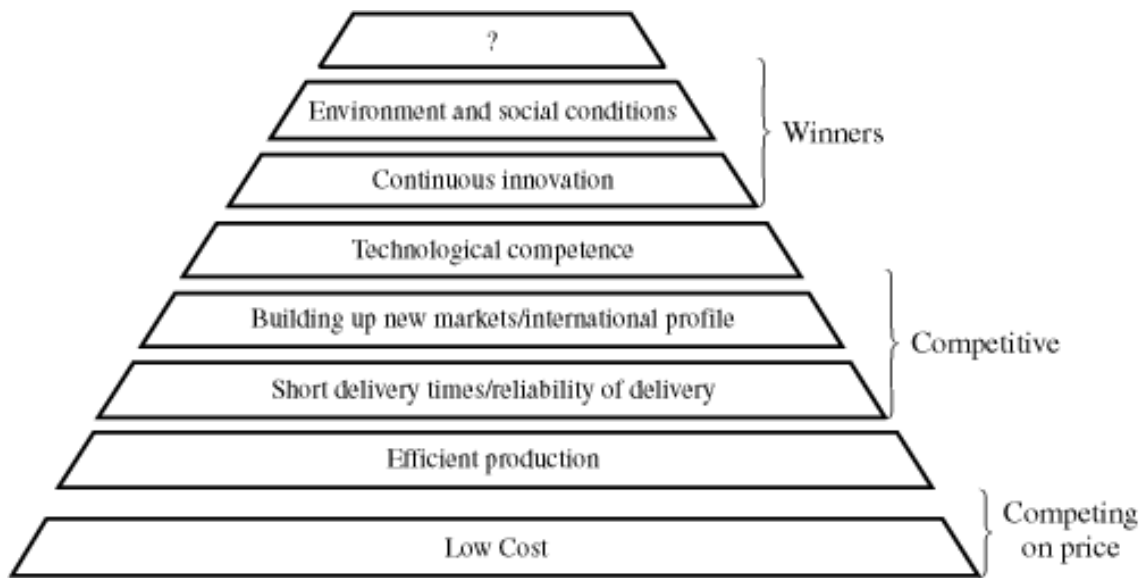 ?
Environment and social conditions
Winners
Continuous innovation
Technological competence
Building up new markets/international profile
Competitive
Short delivery times/reliability of delivery
Efficient production
Competing
on price
Low Cost